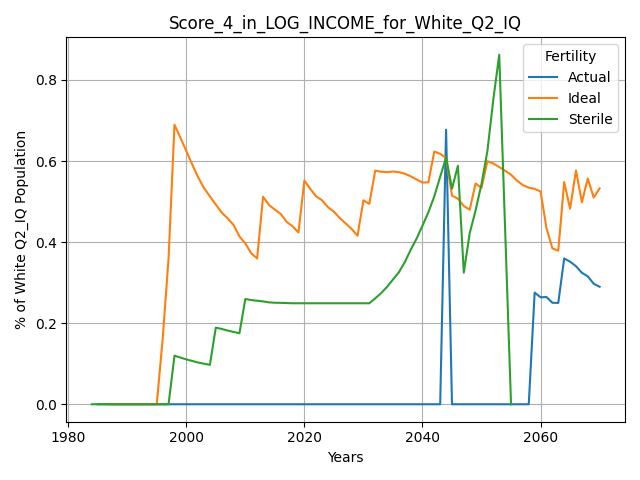 Score_4_in_LOG_INCOME_for_White_Q2_IQ
Fertility
Actual
Ideal
Sterile
% of White Q2_IQ Population
0.8
0.6
0.4
0.2
0.0
1980
2000
2020
2040
2060
Years